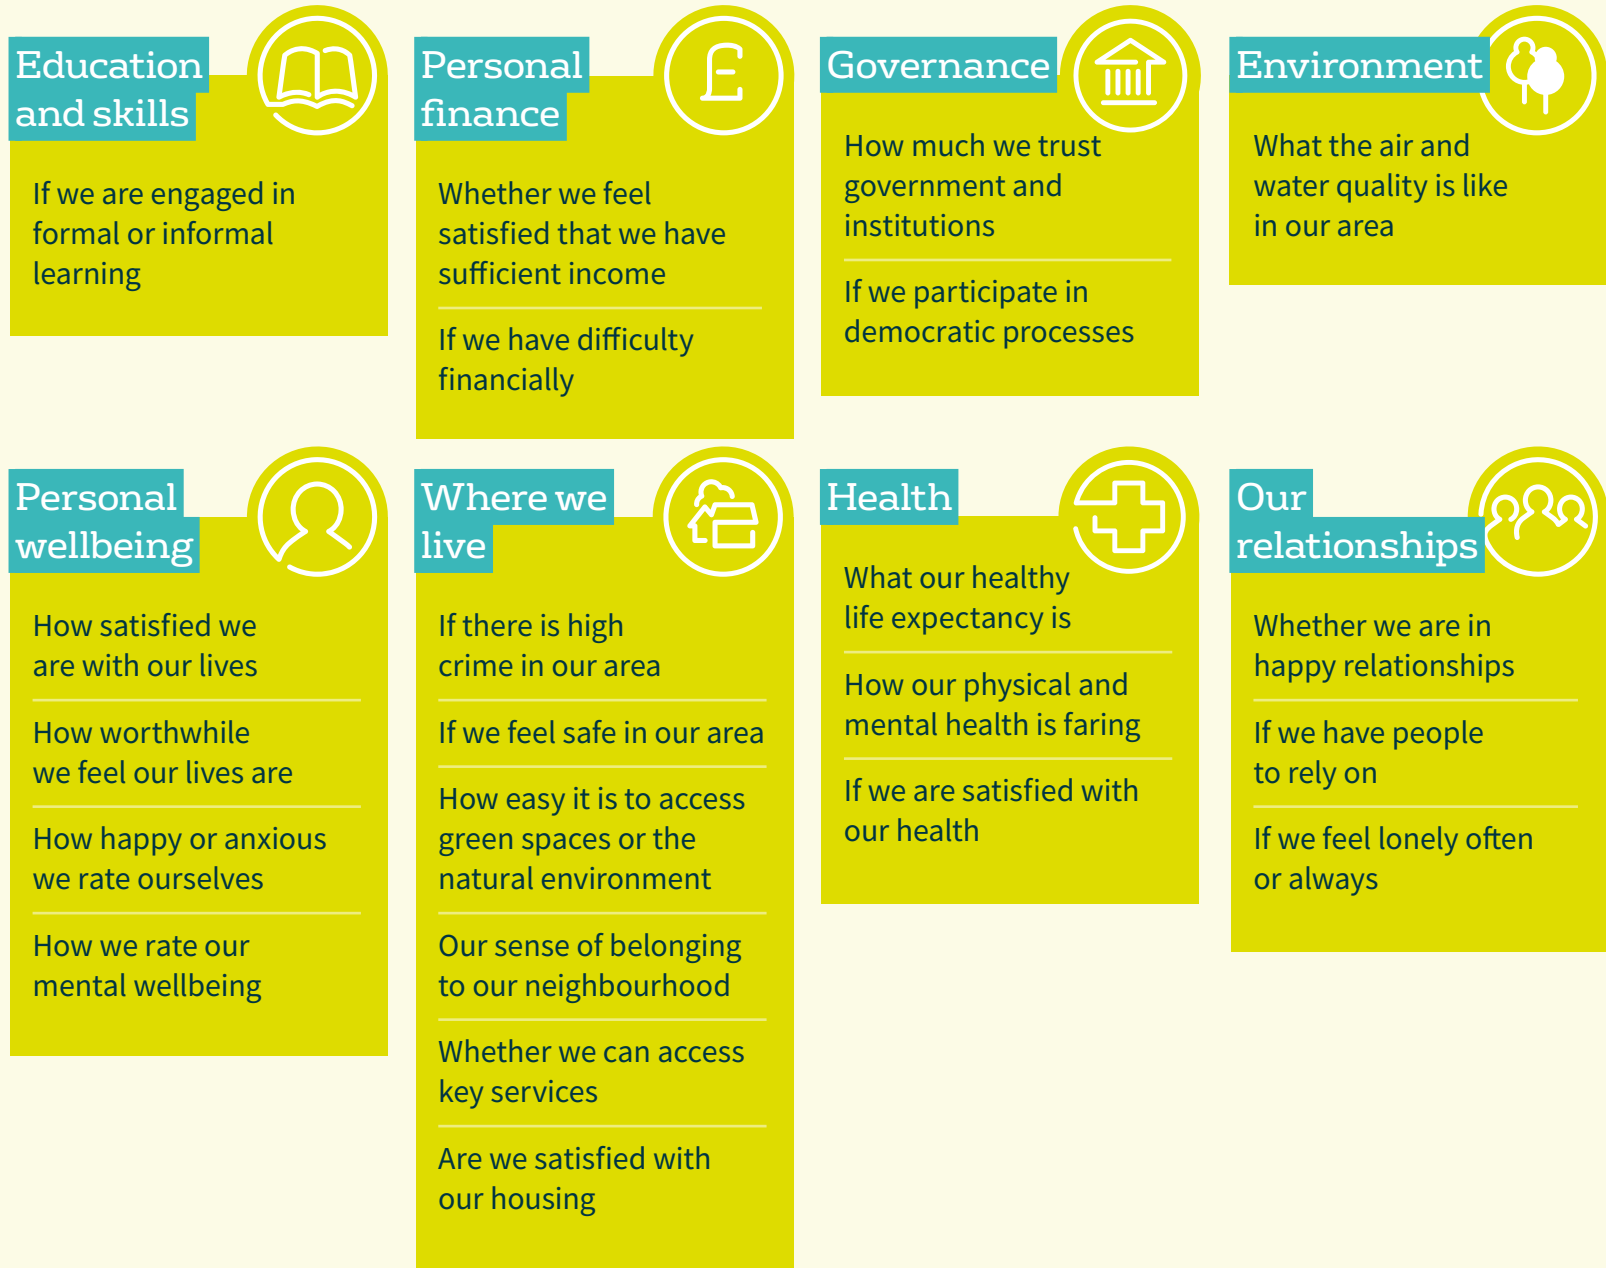 Education
and skills
If we are engaged in
formal or informal
learning
Personal
finance
Whether we feel
satisfied that we have
sufficient income
If we have difficulty
financially
Governance
How much we trust
government and
institutions
If we participate in
democratic processes
Environment
What the air and
water quality is like
in our area
Personal
wellbeing
How satisfied we
are with our lives
How worthwhile
we feel our lives are
How happy or anxious
we rate ourselves
How we rate our
mental wellbeing
Where we
live
If there is high
crime in our area
If we feel safe in our area
How easy it is to access
green spaces or the
natural environment
Our sense of belonging
to our neighbourhood
Whether we can access
key services
Are we satisfied with
our housing
Health
What our healthy
life expectancy is
How our physical and
mental health is faring
If we are satisfied with
our health
Our
relationships
Whether we are in
happy relationships
If we have people
to rely on
If we feel lonely often
or always